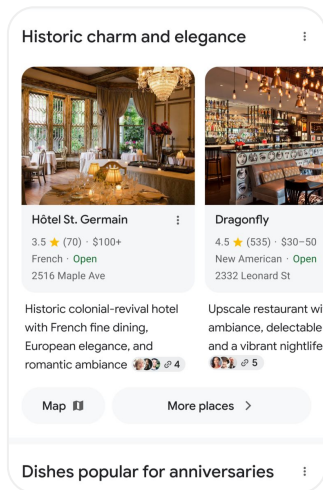 Historic charm and elegance
Hôtel St. Germain
3.5 ★ (70) · $100+
French · Open
2516 Maple Ave
Dragonfly
4.5 ★ (535) · $30–50
New American · Open
2332 Leonard St
Historic colonial-revival hotel
with French fine dining,
European elegance, and
romantic ambiance 4
Upscale restaurant wi
ambiance, delectable
and a vibrant nightlife
5
Map
More places >
Dishes popular for anniversaries